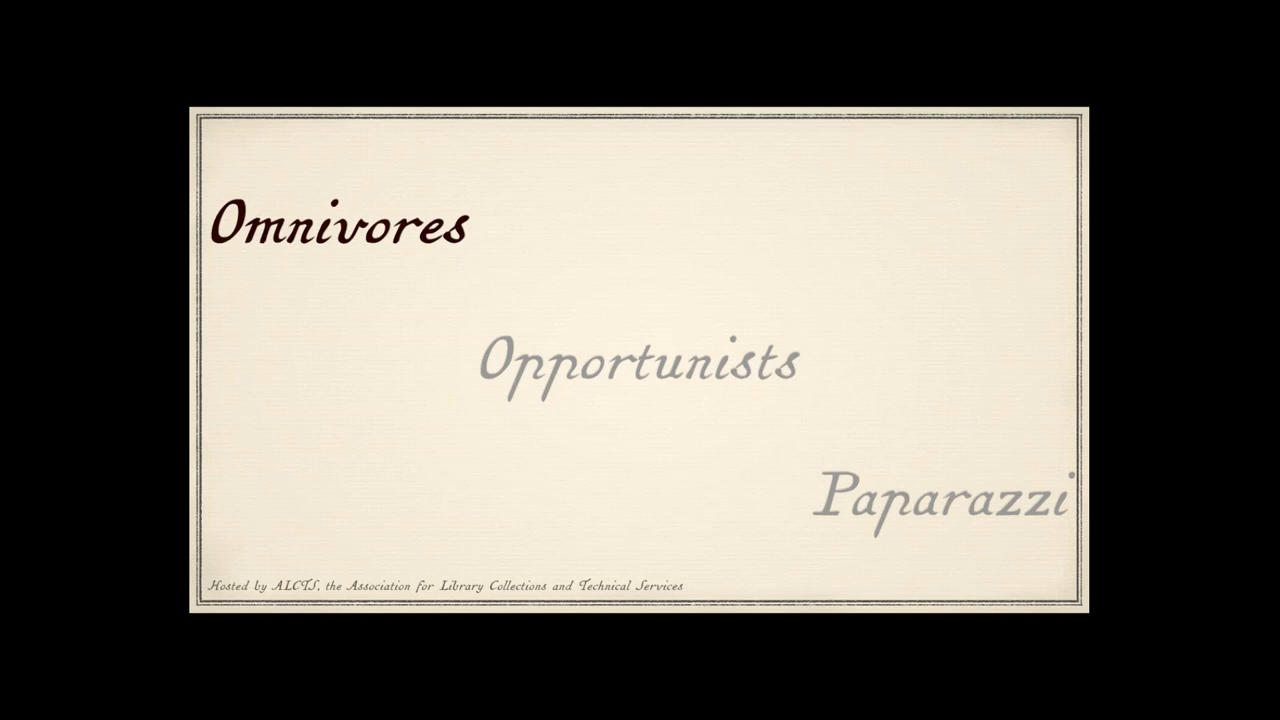 Omnivores
Opportunists
Paparazzi
Hosted by ALCTS, the Association for Library Collections and Technical Services